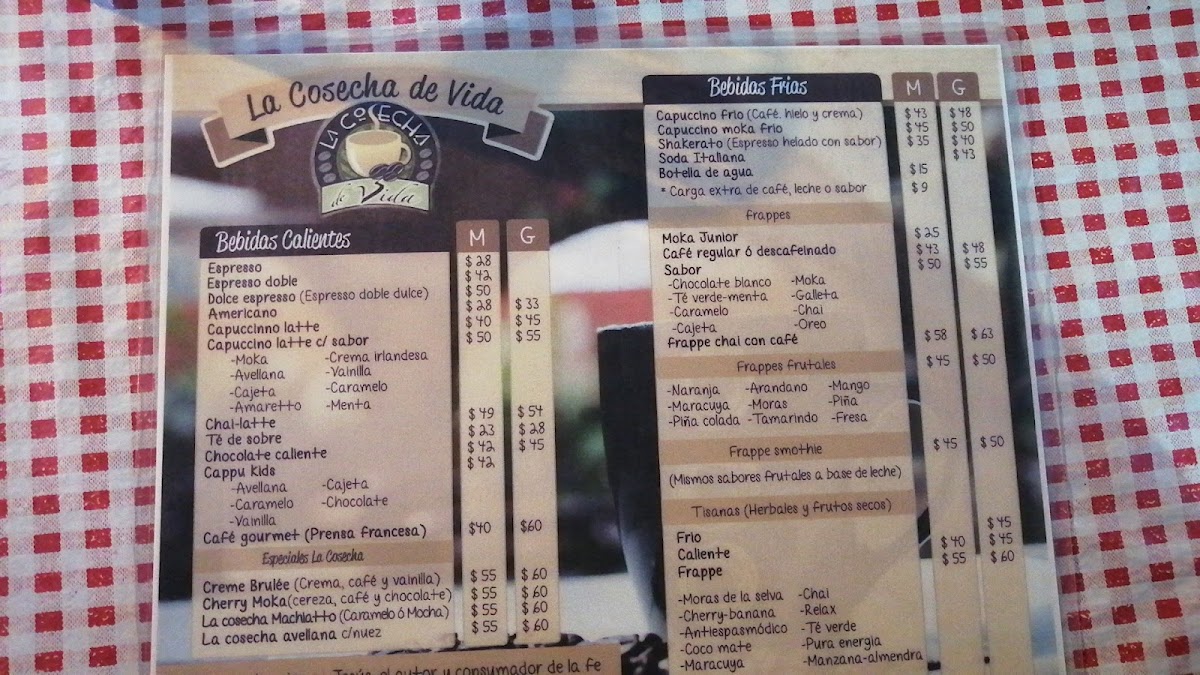 La Cosecha de Vida
LA COSECHA
de Vida
Bebidas Calientes M G
Espresso $28
Espresso doble $42
Dolce espresso (Espresso doble dulce) $50
Americano $28 $33
Capuccinno latte $40 $45
Capuccino latte c/ sabor $50 $55
-Moka -Crema irlandesa
-Avellana -Vainilla
-Cajeta -Caramelo
-Amaretto -Menta
Chai-latte $49 $54
Té de sobre $23 $28
Chocolate caliente $42 $45
Cappu Kids $42
-Avellana -Cajeta
-Caramelo -Chocolate
-Vainilla
Café gourmet (Prensa francesa) $40 $60
Especiales La Cosecha
Creme Brulée (Crema, café y vainilla) $55 $60
Cherry Moka(cereza, café y chocolate) $55 $60
La cosecha Machiatto (Caramelo ó Mocha) $55 $60
La cosecha avellana c/nuez $55 $60
el autor y consumador de la fe
Bebidas Frias M G
Capuccino frio (Café, hielo y crema) $43 $48
Capuccino moka frio $45 $50
Shakerato (Espresso helado con sabor) $35 $40
Soda Italiana $43
Botella de agua $15
* Carga extra de café, leche o sabor $9
frappes
Moka Junior $25
Café regular ó descafeinado $43 $48
Sabor $50 $55
-Chocolate blanco -Moka
-Té verde-menta -Galleta
-Caramelo -Chai
-Cajeta -Oreo
frappe chai con café $58 $63
Frappes frutales $45 $50
-Naranja -Arandano -Mango
-Maracuya -Moras -Piña
-Piña colada -Tamarindo -Fresa
Frappe smothie $45 $50
(Mismos sabores frutales a base de leche)
Tisanas (Herbales y frutos secos)
Frio $45
Caliente $40 $45
Frappe $55 $60
-Moras de la selva -Chai
-Cherry-banana -Relax
-Antiespasmódico -Té verde
-Coco mate -Pura energia
-Maracuya -Manzana-almendra